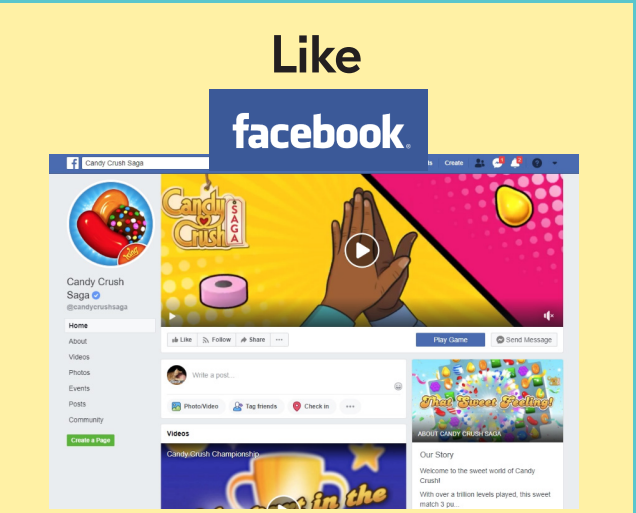 Like
facebook
Candy Crush Saga
Create
Candy
Crush
SAGA
Candy Crush
Saga
@candycrushsaga
Home
About
Videos
Photos
Events
Posts
Community
Create a Page
Like Follow Share
Play Game
Send Message
Write a post...
Photo/Video Tag friends Check in
Videos
Candy Crush Championship
in the
That Sweet Feeling!
ABOUT CANDY CRUSH SAGA
Our Story
Welcome to the sweet world of Candy
Crush!
With over a trillion levels played, this sweet
match 3 pu...